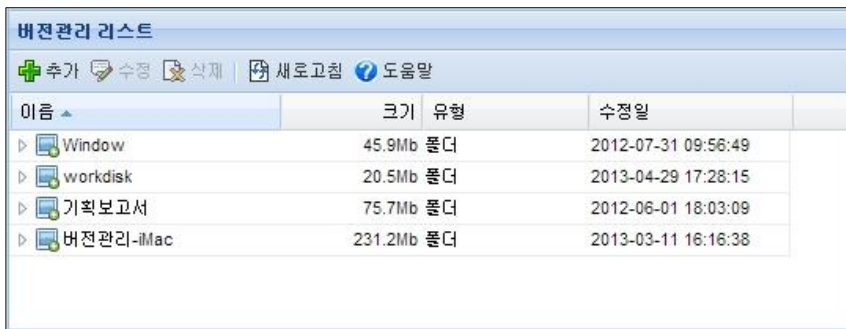 버전관리 리스트
추가 수정 삭제 새로고침 도움말
이름 크기 유형 수정일
Window 45.9Mb 폴더 2012-07-31 09:56:49
workdisk 20.5Mb 폴더 2013-04-29 17:28:15
기획보고서 75.7Mb 폴더 2012-06-01 18:03:09
버전관리-iMac 231.2Mb 폴더 2013-03-11 16:16:38